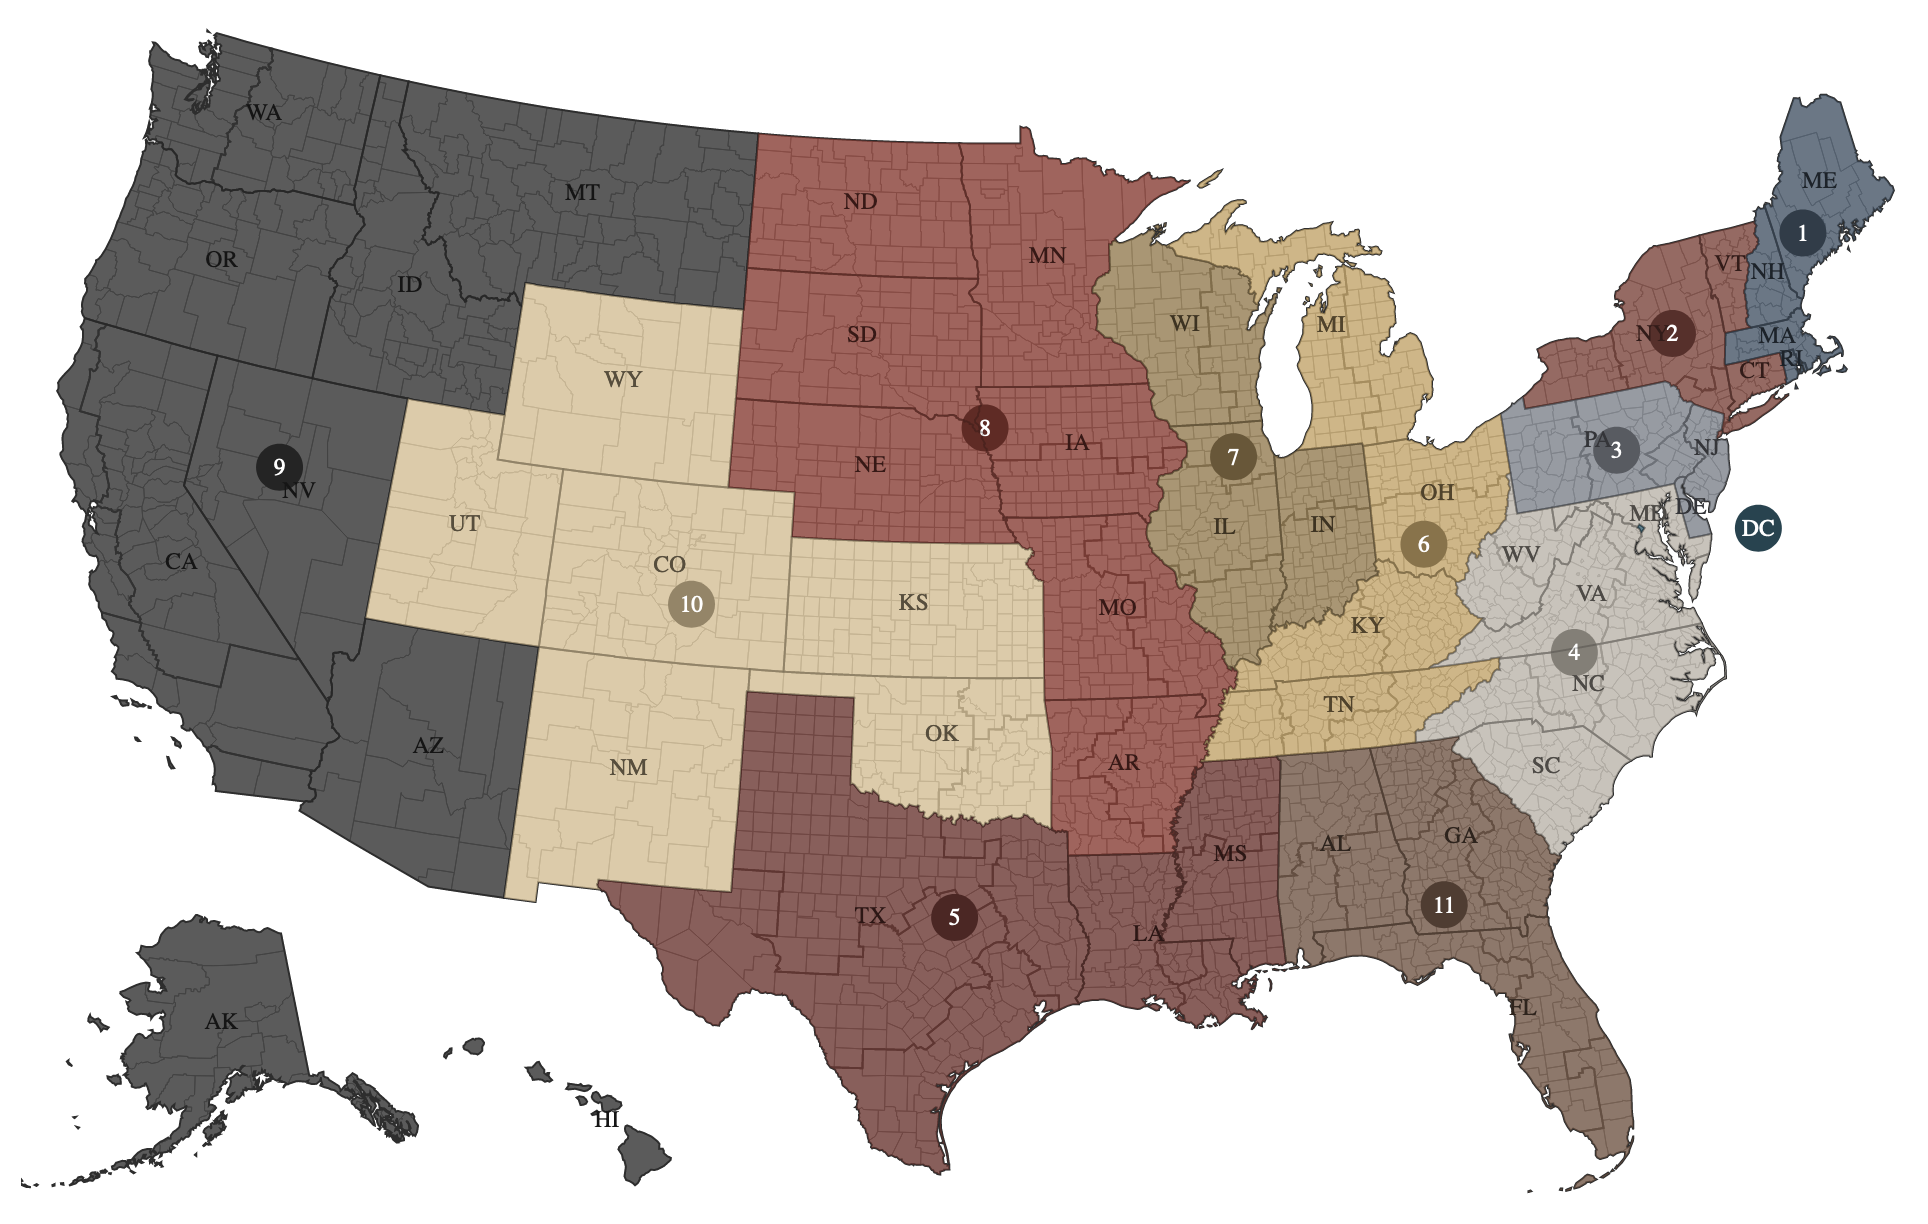 WA
MT
ND
MN
ME
1
OR
ID
SD
WI
MI
VT
NH
NY
2
MA
RI
CT
WY
8
IA
NE
7
PA
3
NJ
9
NV
UT
CO
10
KS
CA
IL
IN
OH
6
MD
DE
DC
WV
VA
MO
KY
4
NC
TN
AZ
NM
OK
AR
SC
MS
AL
GA
TX
5
LA
11
FL
AK
HI